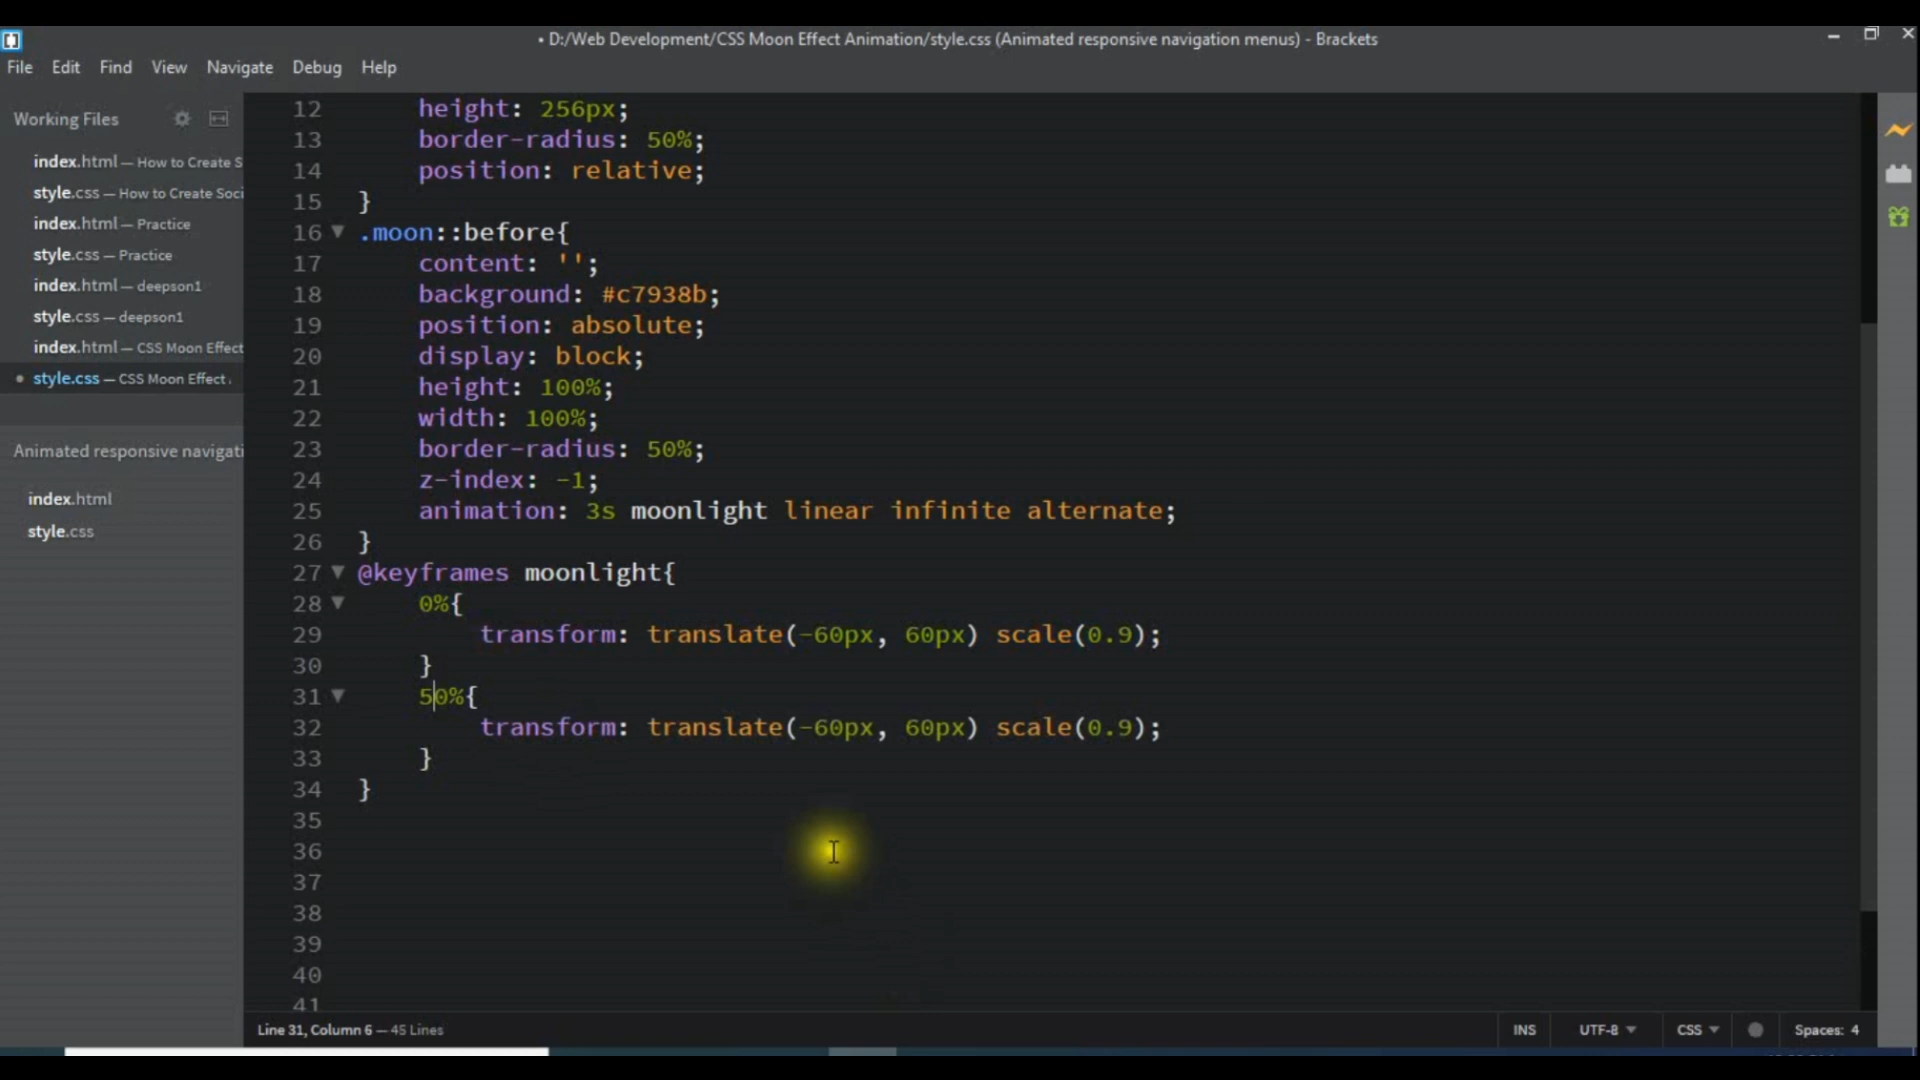 • D:/Web Development/CSS Moon Effect Animation/style.css (Animated responsive navigation menus) - Brackets
File Edit Find View Navigate Debug Help
Working Files
index.html — How to Create S
style.css — How to Create Soci
index.html — Practice
style.css — Practice
index.html — deepson1
style.css — deepson1
index.html — CSS Moon Effect
• style.css — CSS Moon Effect
Animated responsive navigati
index.html
style.css
12 height: 256px;
13 border-radius: 50%;
14 position: relative;
15 }
16 .moon::before{
17 content: '';
18 background: #c7938b;
19 position: absolute;
20 display: block;
21 height: 100%;
22 width: 100%;
23 border-radius: 50%;
24 z-index: -1;
25 animation: 3s moonlight linear infinite alternate;
26 }
27 @keyframes moonlight{
28 0%{
29 transform: translate(-60px, 60px) scale(0.9);
30 }
31 50%{
32 transform: translate(-60px, 60px) scale(0.9);
33 }
34 }
35
36
37
38
39
40
41
Line 31, Column 6 — 45 Lines
INS UTF-8 CSS Spaces: 4